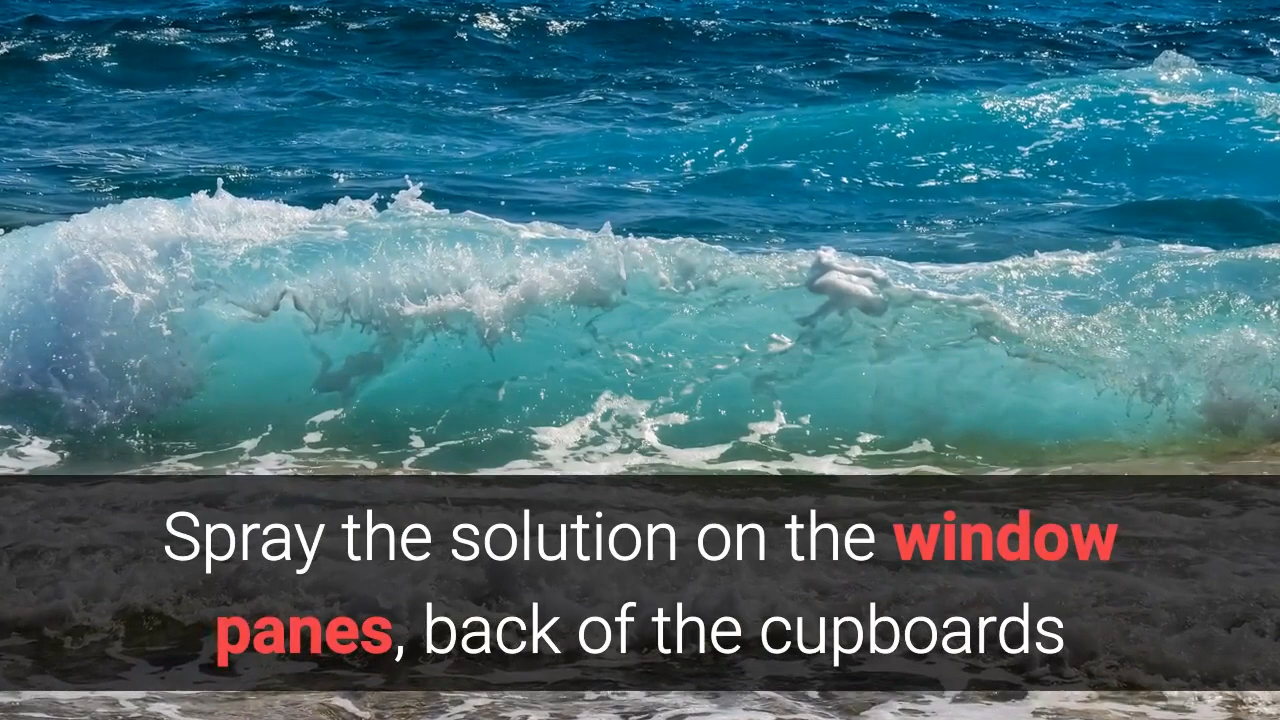 Spray the solution on the window
panes, back of the cupboards